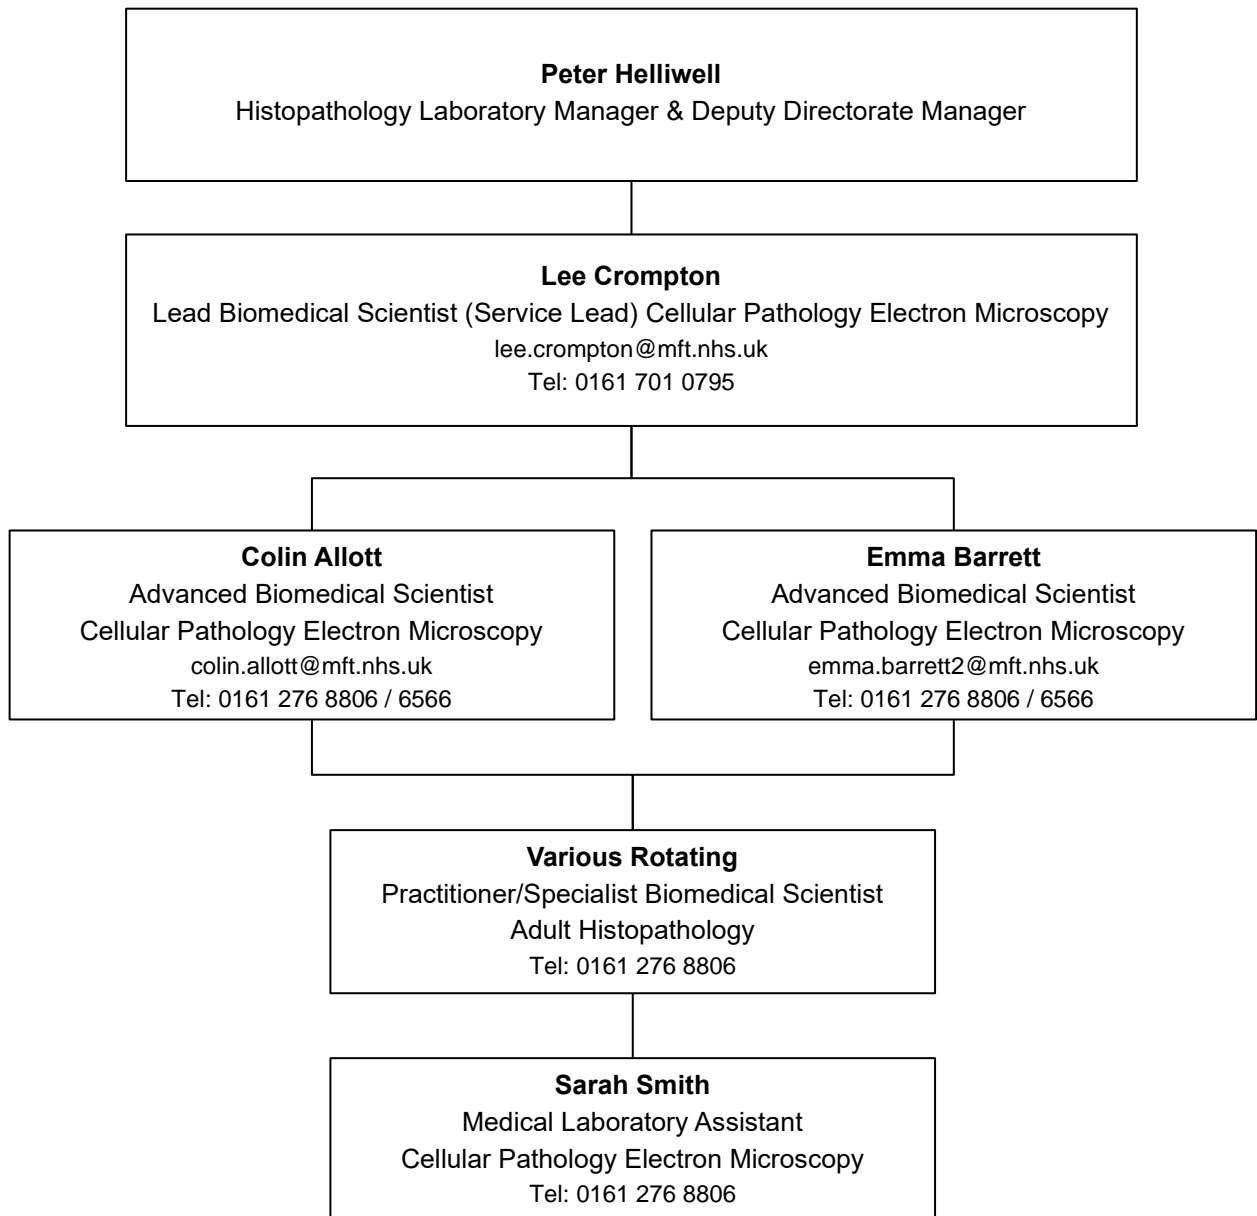 Peter Helliwell
Histopathology Laboratory Manager & Deputy Directorate Manager
Lee Crompton
Lead Biomedical Scientist (Service Lead) Cellular Pathology Electron Microscopy
lee.crompton@mft.nhs.uk
Tel: 0161 701 0795
Colin Allott
Advanced Biomedical Scientist
Cellular Pathology Electron Microscopy
colin.allott@mft.nhs.uk
Tel: 0161 276 8806 / 6566
Emma Barrett
Advanced Biomedical Scientist
Cellular Pathology Electron Microscopy
emma.barrett2@mft.nhs.uk
Tel: 0161 276 8806 / 6566
Various Rotating
Practitioner/Specialist Biomedical Scientist
Adult Histopathology
Tel: 0161 276 8806
Sarah Smith
Medical Laboratory Assistant
Cellular Pathology Electron Microscopy
Tel: 0161 276 8806